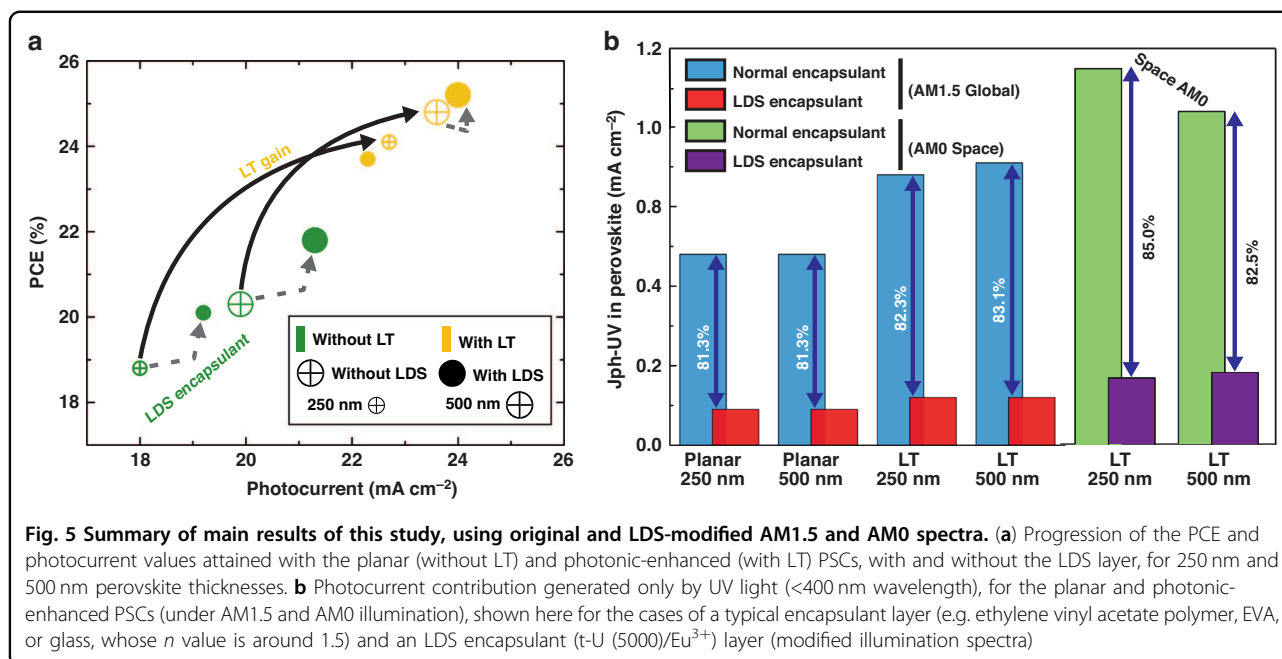 a
26
24
22
20
18
PCE (%)
LT gain
LDS encapsulant
Without LT
With LT
Without LDS
With LDS
250 nm
500 nm
18
20
22
24
26
Photocurrent (mA cm⁻²)
b
1.2
1.0
0.8
0.6
0.4
0.2
0.0
Jph-UV in perovskite (mA cm⁻²)
Normal encapsulant
LDS encapsulant
(AM1.5 Global)
Normal encapsulant
LDS encapsulant
(AM0 Space)
Space AM0
81.3%
81.3%
82.3%
83.1%
85.0%
82.5%
Planar
250 nm
Planar
500 nm
LT
250 nm
LT
500 nm
LT
250 nm
LT
500 nm
Fig. 5 Summary of main results of this study, using original and LDS-modified AM1.5 and AM0 spectra. (a) Progression of the PCE and
photocurrent values attained with the planar (without LT) and photonic-enhanced (with LT) PSCs, with and without the LDS layer, for 250 nm and
500 nm perovskite thicknesses. b Photocurrent contribution generated only by UV light (<400 nm wavelength), for the planar and photonic-
enhanced PSCs (under AM1.5 and AM0 illumination), shown here for the cases of a typical encapsulant layer (e.g. ethylene vinyl acetate polymer, EVA,
or glass, whose n value is around 1.5) and an LDS encapsulant (t-U (5000)/Eu³⁺) layer (modified illumination spectra)